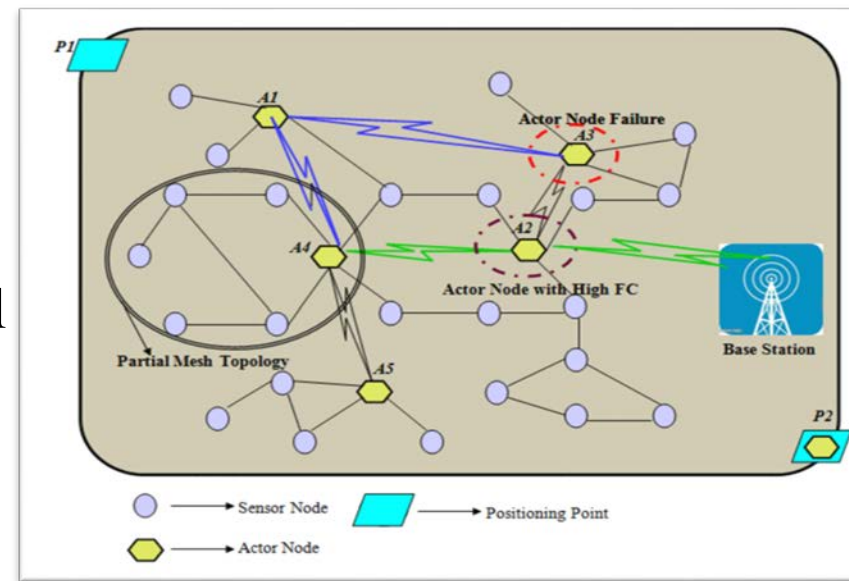 P1
A1
Actor Node Failure
A3
A4
A2
Actor Node with High FC
Partial Mesh Topology
Base Station
A5
P2
Sensor Node
Positioning Point
Actor Node